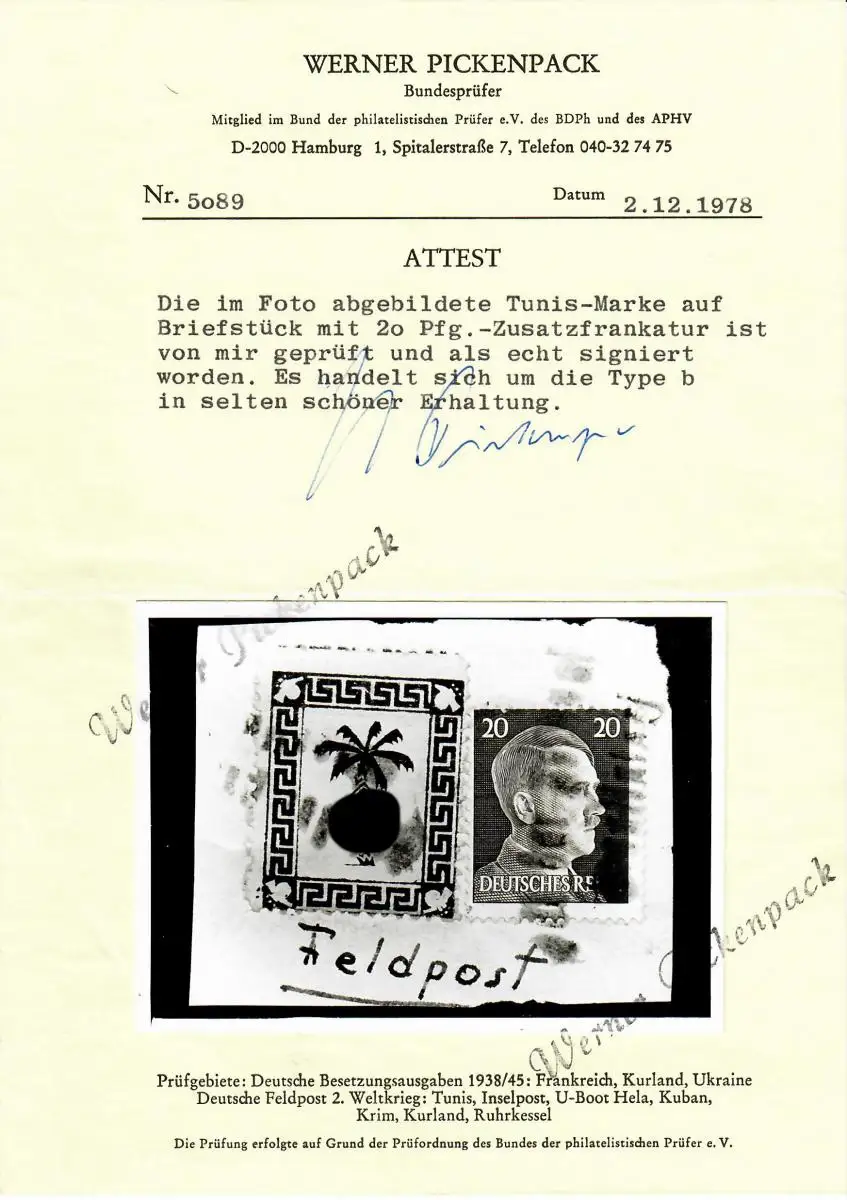 WERNER PICKENPACK
Bundesprüfer
Mitglied im Bund der philatelistischen Prüfer e.V. des BDPh und des APHV
D-2000 Hamburg 1, Spitalerstraße 7, Telefon 040-32 74 75
Nr. 5o89 Datum 2.12.1978
ATTEST
Die im Foto abgebildete Tunis-Marke auf
Briefstück mit 2o Pfg.-Zusatzfrankatur ist
von mir geprüft und als echt signiert
worden. Es handelt sich um die Type b
in selten schöner Erhaltung.
Werner Pickenpack
20 20
DEUTSCHES RE
Feldpost
Werner Pickenpack
Prüfgebiete: Deutsche Besetzungsausgaben 1938/45: Frankreich, Kurland, Ukraine
Deutsche Feldpost 2. Weltkrieg: Tunis, Inselpost, U-Boot Hela, Kuban,
Krim, Kurland, Ruhrkessel
Die Prüfung erfolgte auf Grund der Prüfordnung des Bundes der philatelistischen Prüfer e. V.